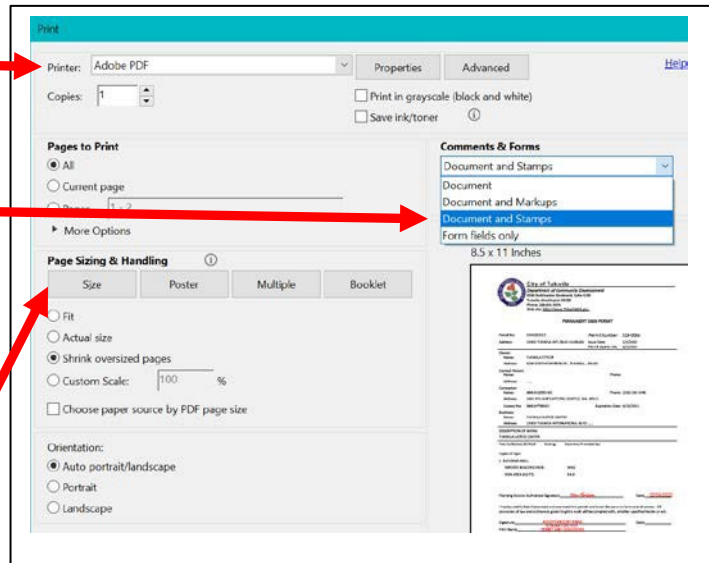 Print
Printer: Adobe PDF Properties Advanced Help
Copies: 1 Print in grayscale (black and white)
Save ink/toner
Pages to Print
All
Current page
Pages 1 - 2
More Options
Comments & Forms
Document and Stamps
Document
Document and Markups
Document and Stamps
Form fields only
8.5 x 11 Inches
Page Sizing & Handling
Size Poster Multiple Booklet
Fit
Actual size
Shrink oversized pages
Custom Scale: 100 %
Choose paper source by PDF page size
Orientation:
Auto portrait/landscape
Portrait
Landscape
City of Tukwila
Department of Community Development
PERMANENT SIGN PERMIT